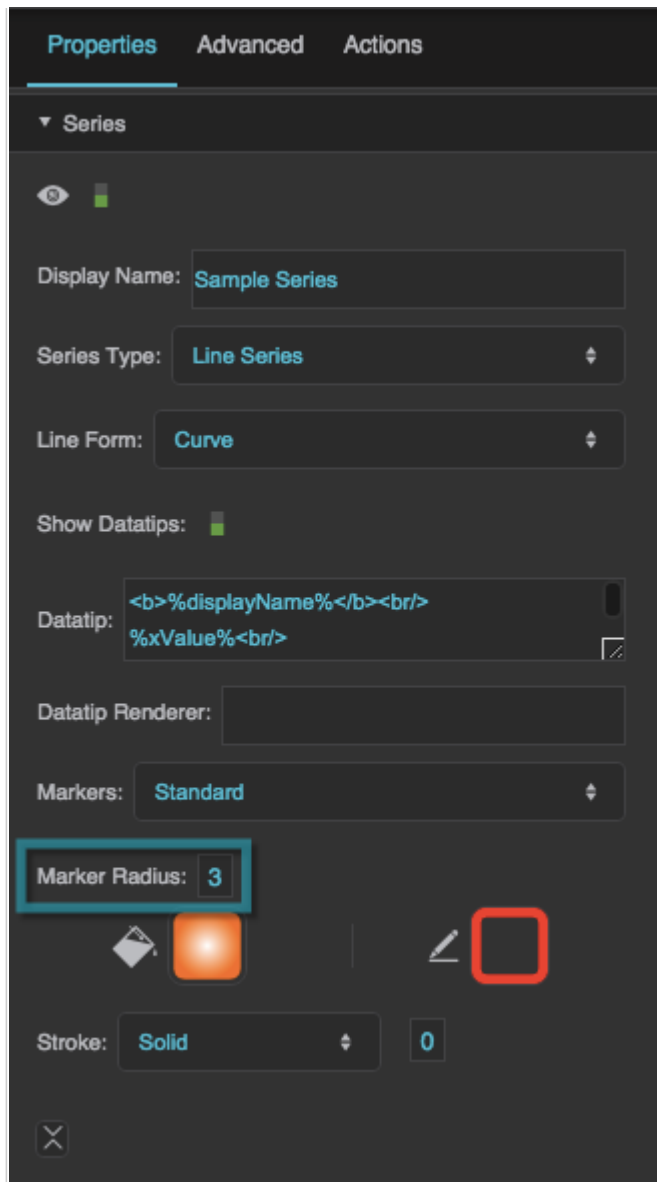 Properties Advanced Actions
Series
Display Name: Sample Series
Series Type: Line Series
Line Form: Curve
Show Datatips:
Datatip: <b>%displayName%</b><br/>
%xValue%<br/>
Datatip Renderer:
Markers: Standard
Marker Radius: 3
Stroke: Solid 0